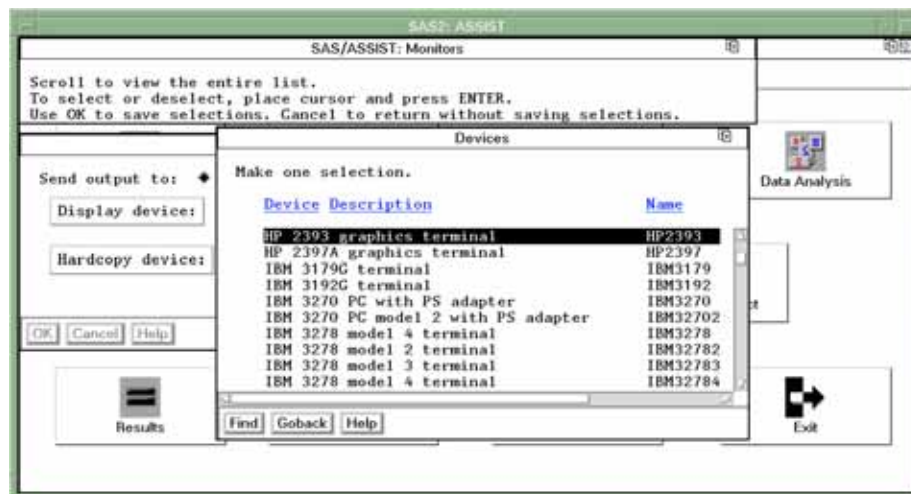 SAS2: ASSIST
SAS/ASSIST: Monitors
Scroll to view the entire list.
To select or deselect, place cursor and press ENTER.
Use OK to save selections. Cancel to return without saving selections.
Devices
Make one selection.
Device Description Name
HP 2393 graphics terminal HP2393
HP 2397A graphics terminal HP2397
IBM 3179G terminal IBM3179
IBM 3192G terminal IBM3192
IBM 3270 PC with PS adapter IBM3270
IBM 3270 PC model 2 with PS adapter IBM32702
IBM 3278 model 4 terminal IBM3278
IBM 3278 model 2 terminal IBM32782
IBM 3278 model 3 terminal IBM32783
IBM 3278 model 4 terminal IBM32784
Find Goback Help
Send output to:
Display device:
Hardcopy device:
OK Cancel Help
Data Analysis
Results
Exit